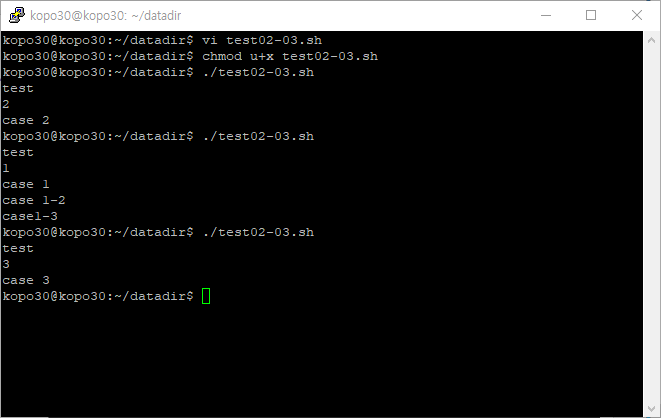 kopo30@kopo30: ~/datadir
kopo30@kopo30:~/datadir$ vi test02-03.sh
kopo30@kopo30:~/datadir$ chmod u+x test02-03.sh
kopo30@kopo30:~/datadir$ ./test02-03.sh
test
2
case 2
kopo30@kopo30:~/datadir$ ./test02-03.sh
test
1
case 1
case 1-2
case1-3
kopo30@kopo30:~/datadir$ ./test02-03.sh
test
3
case 3
kopo30@kopo30:~/datadir$